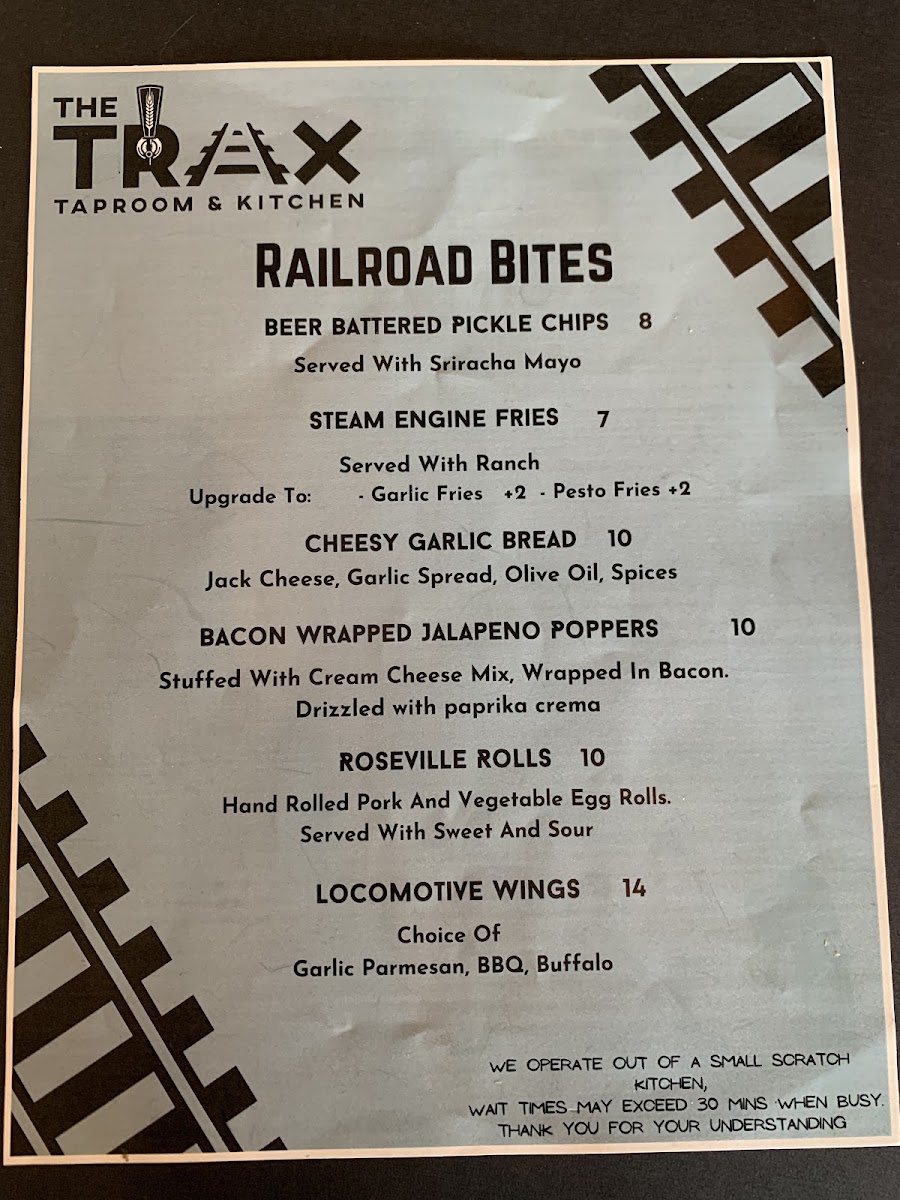 THE
TRAX
TAPROOM & KITCHEN
RAILROAD BITES
BEER BATTERED PICKLE CHIPS 8
Served With Sriracha Mayo
STEAM ENGINE FRIES 7
Served With Ranch
Upgrade To: - Garlic Fries +2 - Pesto Fries +2
CHEESY GARLIC BREAD 10
Jack Cheese, Garlic Spread, Olive Oil, Spices
BACON WRAPPED JALAPENO POPPERS 10
Stuffed With Cream Cheese Mix, Wrapped In Bacon.
Drizzled with paprika crema
ROSEVILLE ROLLS 10
Hand Rolled Pork And Vegetable Egg Rolls.
Served With Sweet And Sour
LOCOMOTIVE WINGS 14
Choice Of
Garlic Parmesan, BBQ, Buffalo
WE OPERATE OUT OF A SMALL SCRATCH
KITCHEN,
WAIT TIMES MAY EXCEED 30 MINS WHEN BUSY.
THANK YOU FOR YOUR UNDERSTANDING